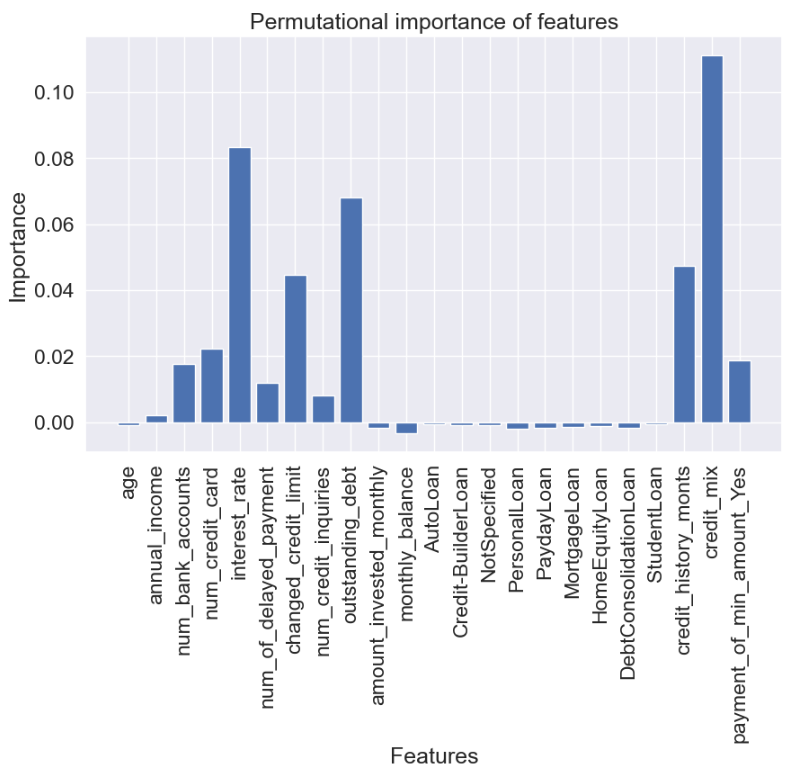 Permutational importance of features
Importance
0.10
0.08
0.06
0.04
0.02
0.00
age
annual_income
num_bank_accounts
num_credit_card
interest_rate
num_of_delayed_payment
changed_credit_limit
num_credit_inquiries
outstanding_debt
amount_invested_monthly
monthly_balance
AutoLoan
Credit-BuilderLoan
NotSpecified
PersonalLoan
PaydayLoan
MortgageLoan
HomeEquityLoan
DebtConsolidationLoan
StudentLoan
credit_history_monts
credit_mix
payment_of_min_amount_Yes
Features